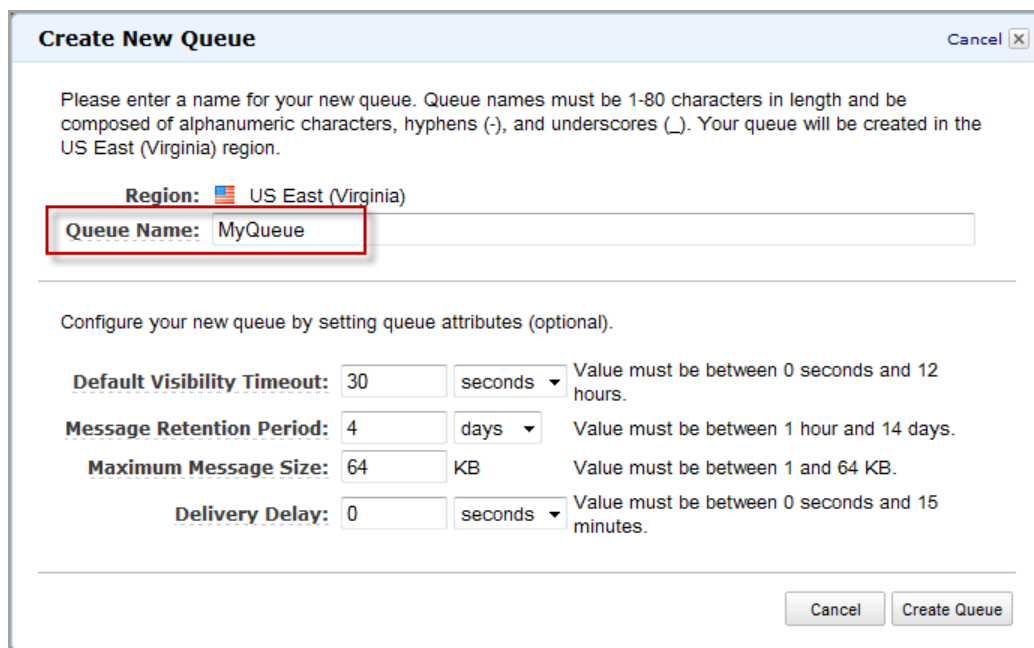 Create New Queue
Cancel
Please enter a name for your new queue. Queue names must be 1-80 characters in length and be
composed of alphanumeric characters, hyphens (-), and underscores (_). Your queue will be created in the
US East (Virginia) region.
Region: US East (Virginia)
Queue Name: MyQueue
Configure your new queue by setting queue attributes (optional).
Default Visibility Timeout: 30 seconds Value must be between 0 seconds and 12
hours.
Message Retention Period: 4 days Value must be between 1 hour and 14 days.
Maximum Message Size: 64 KB Value must be between 1 and 64 KB.
Delivery Delay: 0 seconds Value must be between 0 seconds and 15
minutes.
Cancel Create Queue